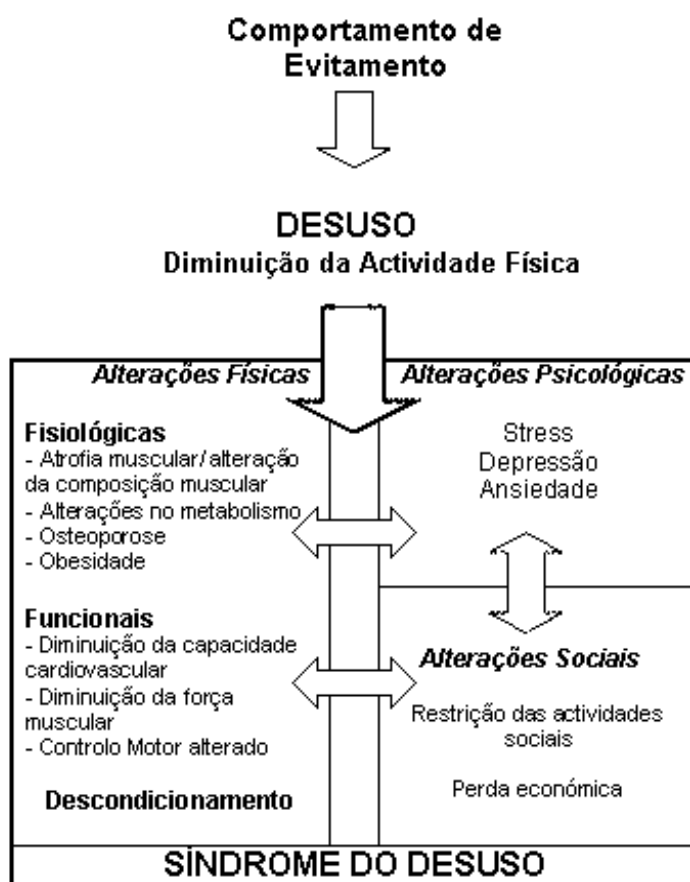 Comportamento de
Evitamento
DESUSO
Diminuição da Actividade Física
Alterações Físicas
Fisiológicas
- Atrofia muscular/alteração
da composição muscular
- Alterações no metabolismo
- Osteoporose
- Obesidade
Funcionais
- Diminuição da capacidade
cardiovascular
- Diminuição da força
muscular
- Controlo Motor alterado
Descondicionamento
Alterações Psicológicas
Stress
Depressão
Ansiedade
Alterações Sociais
Restrição das actividades
sociais
Perda económica
SÍNDROME DO DESUSO